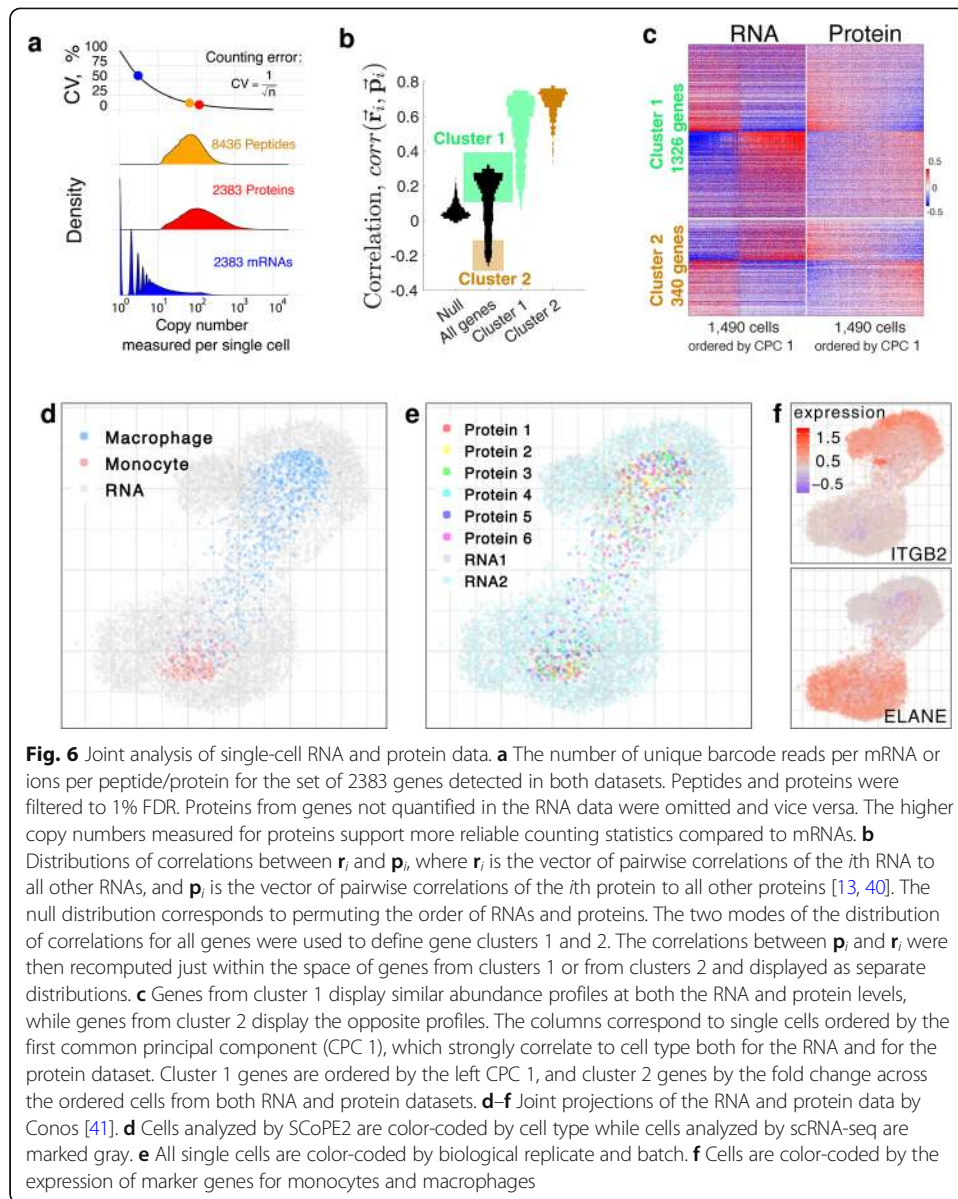 a
CV, %
100
75
50
25
0
Counting error:
CV = 1/√n
8436 Peptides
2383 Proteins
2383 mRNAs
Density
10⁰ 10¹ 10² 10³ 10⁴
Copy number
measured per single cell
b
Correlation, corr(r⃗ᵢ, p⃗ᵢ)
0.8
0.6
0.4
0.2
0
-0.2
-0.4
Cluster 1
Cluster 2
Null
All genes
Cluster 1
Cluster 2
c
RNA Protein
Cluster 1
1326 genes
Cluster 2
340 genes
0.5
0
-0.5
1,490 cells 1,490 cells
ordered by CPC 1 ordered by CPC 1
d
Macrophage
Monocyte
RNA
e
Protein 1
Protein 2
Protein 3
Protein 4
Protein 5
Protein 6
RNA1
RNA2
f
expression
1.5
0.5
−0.5
ITGB2
ELANE
Fig. 6 Joint analysis of single-cell RNA and protein data. a The number of unique barcode reads per mRNA or
ions per peptide/protein for the set of 2383 genes detected in both datasets. Peptides and proteins were
filtered to 1% FDR. Proteins from genes not quantified in the RNA data were omitted and vice versa. The higher
copy numbers measured for proteins support more reliable counting statistics compared to mRNAs. b
Distributions of correlations between rᵢ and pᵢ, where rᵢ is the vector of pairwise correlations of the ith RNA to
all other RNAs, and pᵢ is the vector of pairwise correlations of the ith protein to all other proteins [13, 40]. The
null distribution corresponds to permuting the order of RNAs and proteins. The two modes of the distribution
of correlations for all genes were used to define gene clusters 1 and 2. The correlations between pᵢ and rᵢ were
then recomputed just within the space of genes from clusters 1 or from clusters 2 and displayed as separate
distributions. c Genes from cluster 1 display similar abundance profiles at both the RNA and protein levels,
while genes from cluster 2 display the opposite profiles. The columns correspond to single cells ordered by the
first common principal component (CPC 1), which strongly correlate to cell type both for the RNA and for the
protein dataset. Cluster 1 genes are ordered by the left CPC 1, and cluster 2 genes by the fold change across
the ordered cells from both RNA and protein datasets. d–f Joint projections of the RNA and protein data by
Conos [41]. d Cells analyzed by SCoPE2 are color-coded by cell type while cells analyzed by scRNA-seq are
marked gray. e All single cells are color-coded by biological replicate and batch. f Cells are color-coded by the
expression of marker genes for monocytes and macrophages